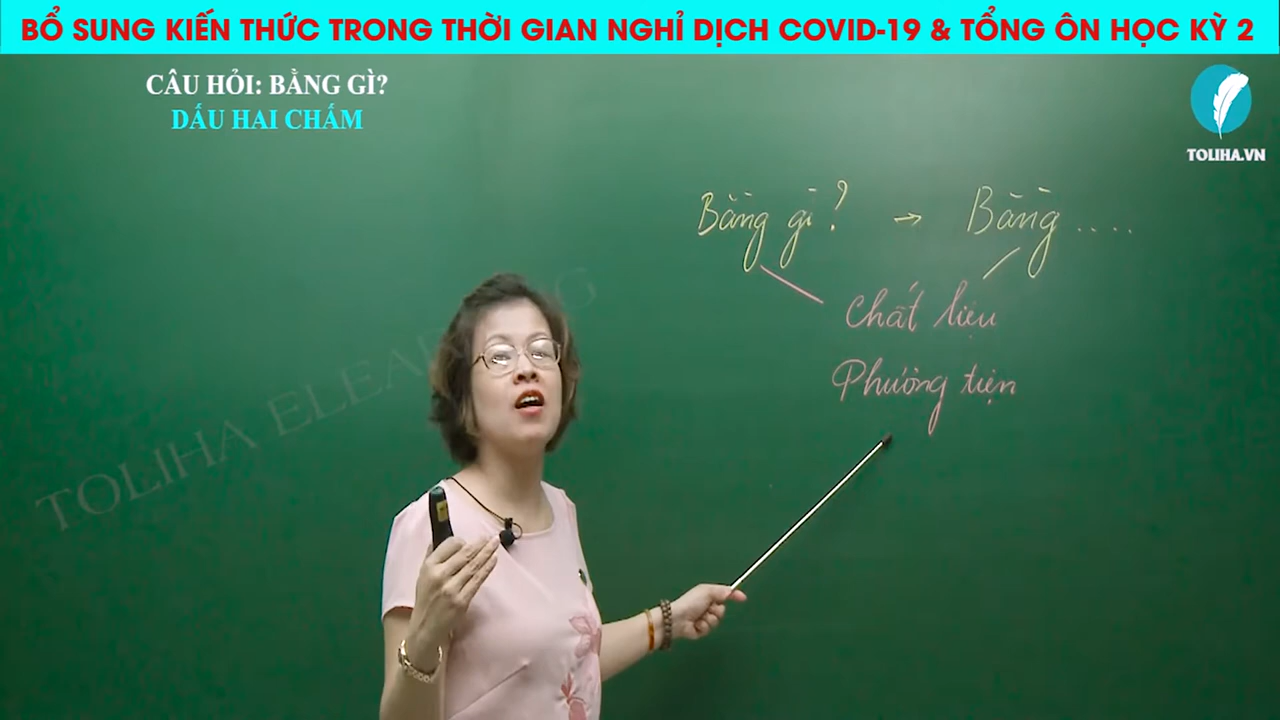 BỔ SUNG KIẾN THỨC TRONG THỜI GIAN NGHỈ DỊCH COVID-19 & TỔNG ÔN HỌC KỲ 2
CÂU HỎI: BẰNG GÌ?
DẤU HAI CHẤM
TOLIHA.VN
Bằng gì? → Bằng ....
Chất liệu
Phương tiện
TOLIHA ELEARNING